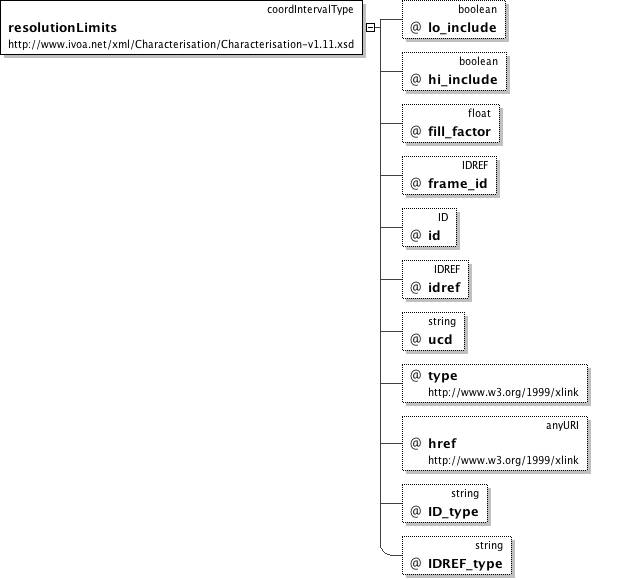 coordIntervalType
resolutionLimits
http://www.ivoa.net/xml/Characterisation/Characterisation-v1.11.xsd
boolean
@ lo_include
boolean
@ hi_include
float
@ fill_factor
IDREF
@ frame_id
ID
@ id
IDREF
@ idref
string
@ ucd
@ type
http://www.w3.org/1999/xlink
anyURI
@ href
http://www.w3.org/1999/xlink
string
@ ID_type
string
@ IDREF_type